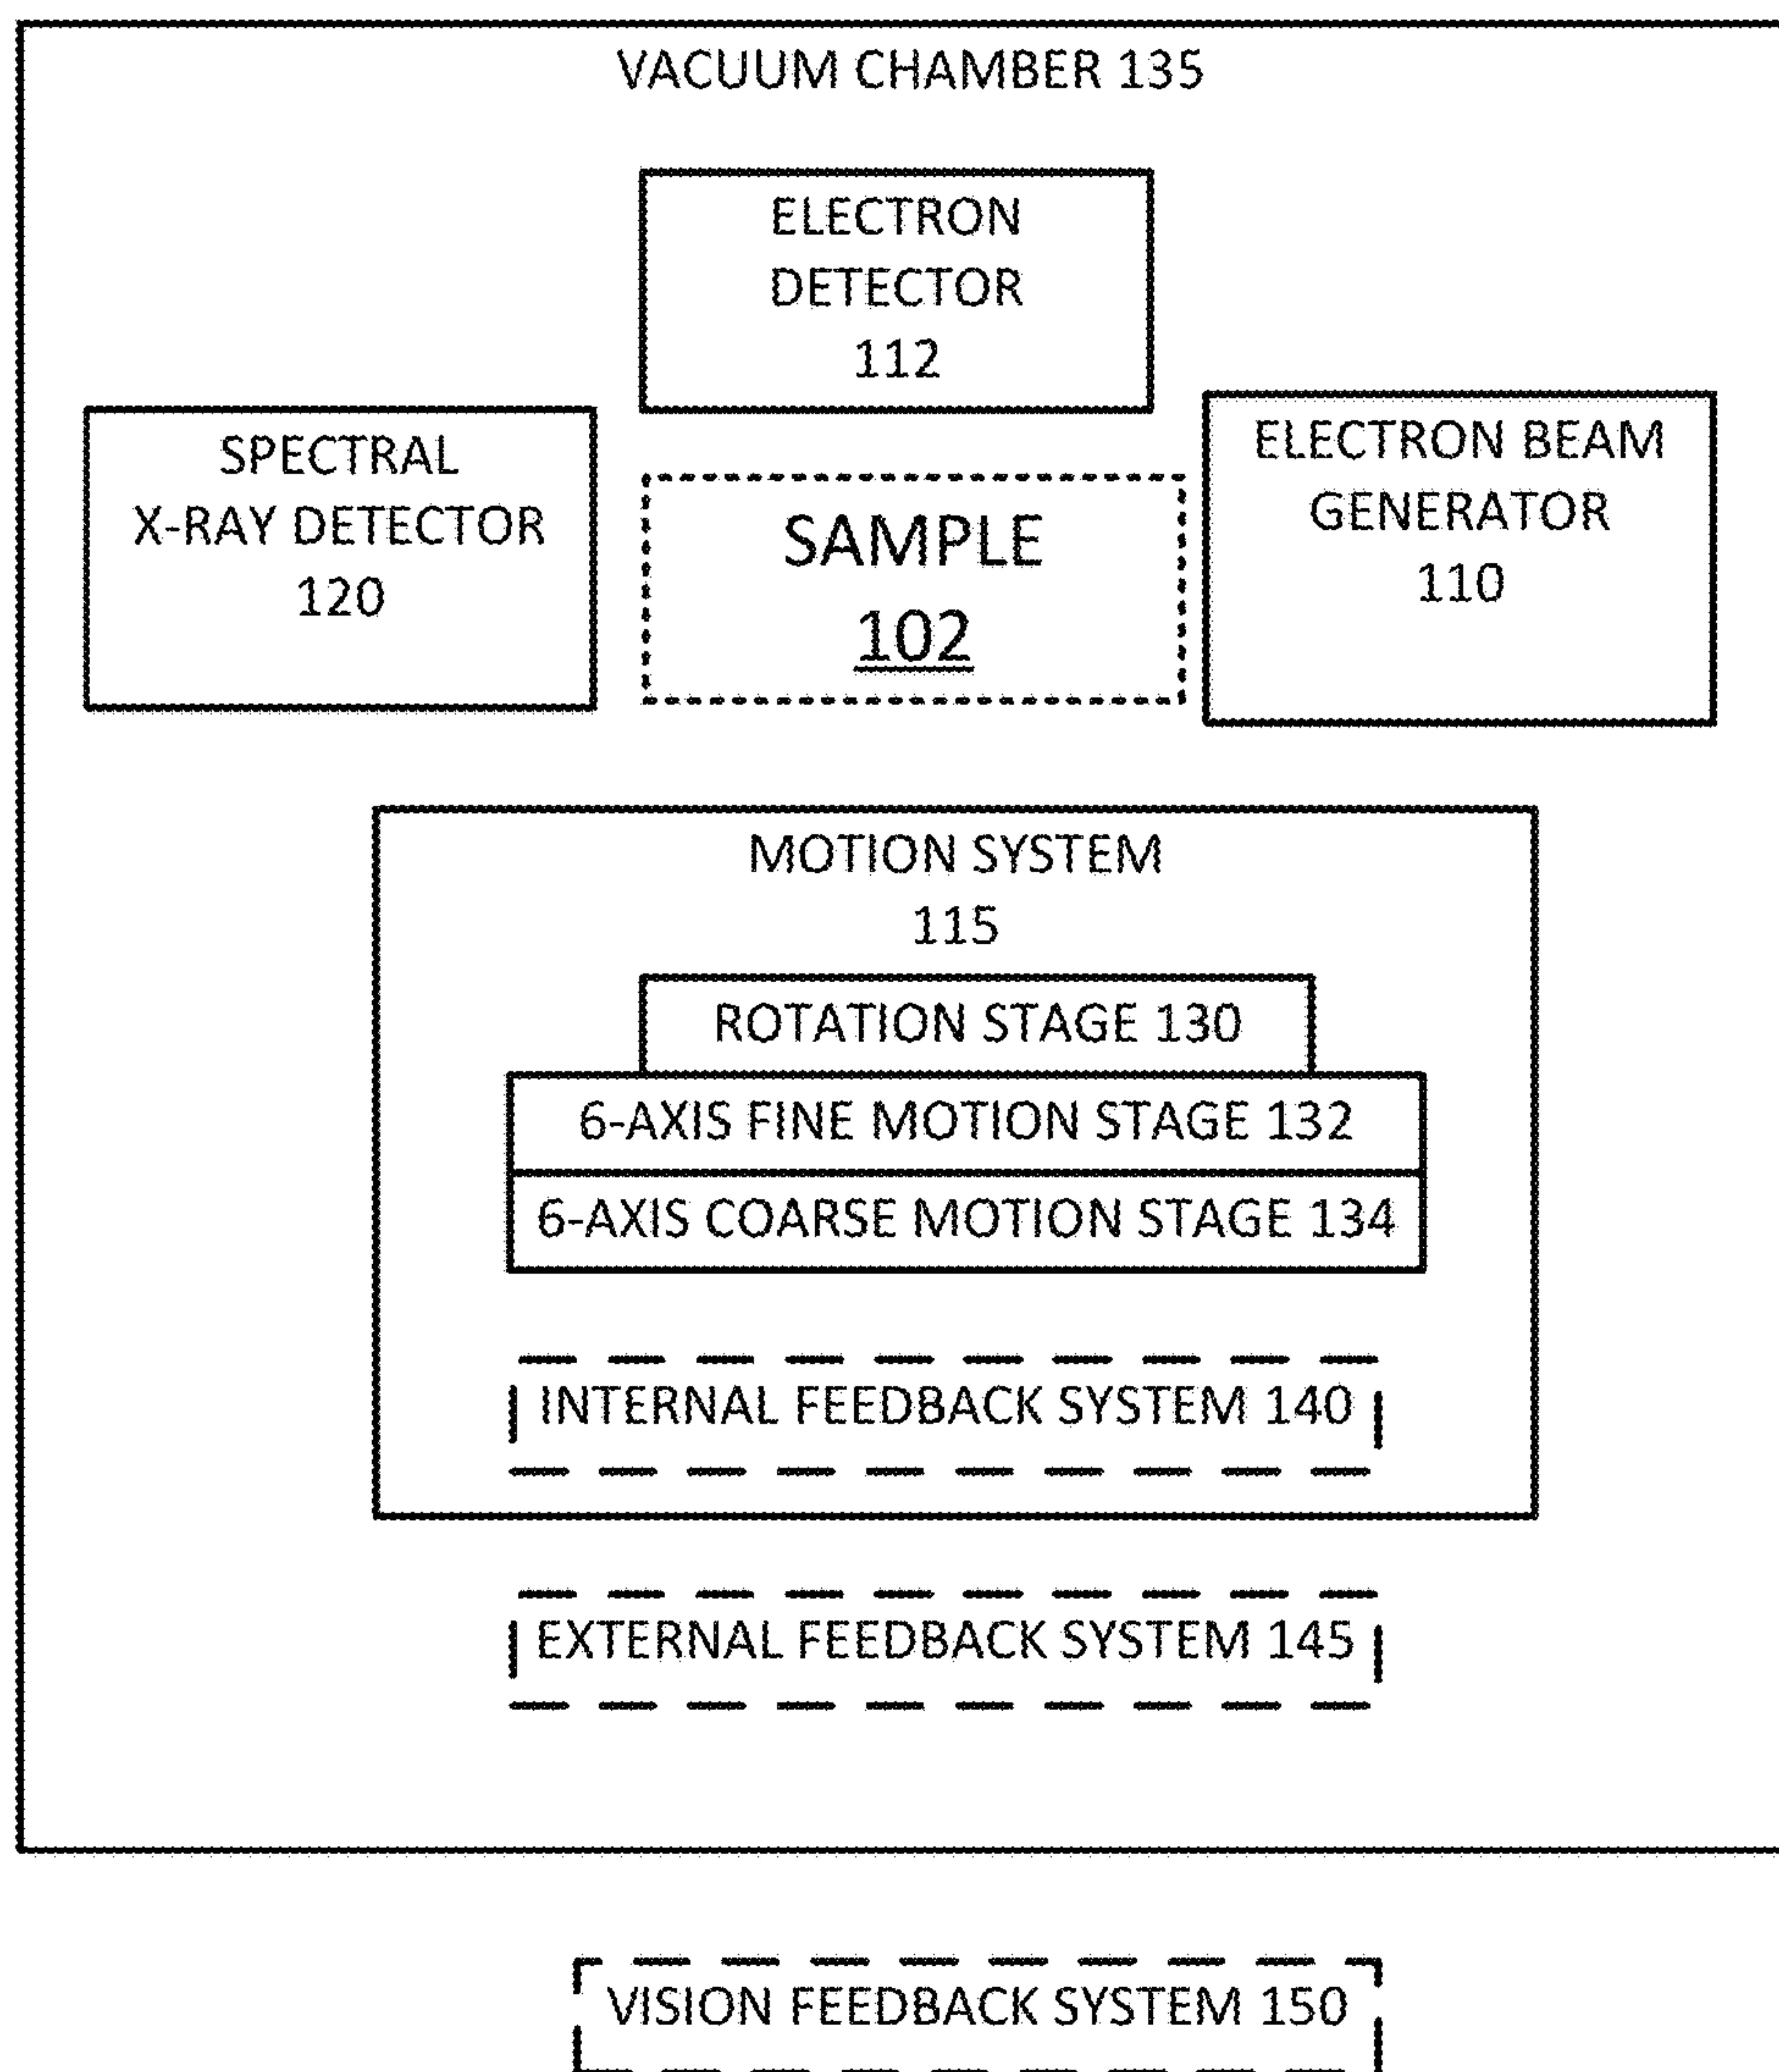 VACUUM CHAMBER 135
ELECTRON
DETECTOR
112
SPECTRAL
X-RAY DETECTOR
120
SAMPLE
102
ELECTRON BEAM
GENERATOR
110
MOTION SYSTEM
115
ROTATION STAGE 130
6-AXIS FINE MOTION STAGE 132
6-AXIS COARSE MOTION STAGE 134
INTERNAL FEEDBACK SYSTEM 140
EXTERNAL FEEDBACK SYSTEM 145
VISION FEEDBACK SYSTEM 150